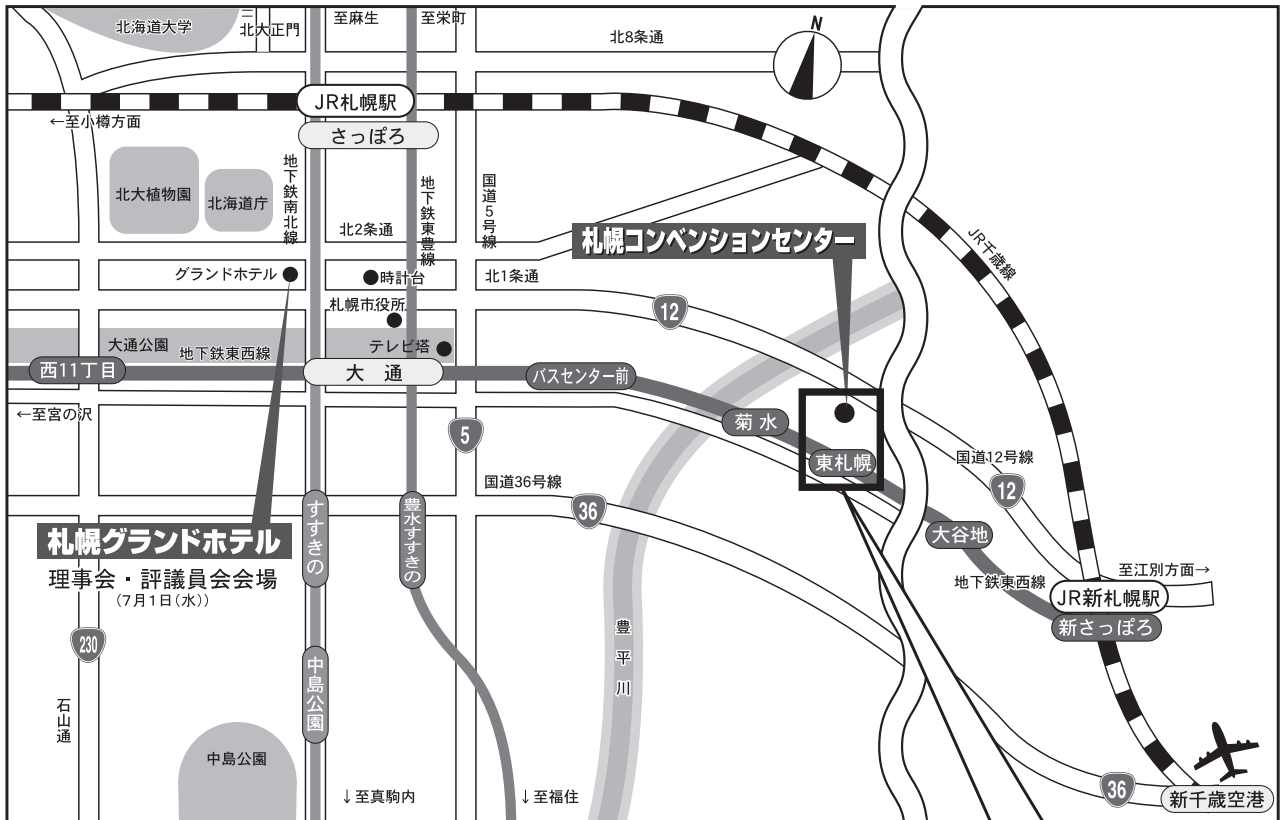 北海道大学
北大正門
至麻生
至栄町
北8条通
N
JR札幌駅
←至小樽方面
さっぽろ
北大植物園
北海道庁
地下鉄南北線
地下鉄東豊線
国道5号線
北2条通
JR千歳線
札幌コンベンションセンター
グランドホテル
時計台
北1条通
札幌市役所
12
大通公園
地下鉄東西線
テレビ塔
西11丁目
大　通
バスセンター前
←至宮の沢
菊水
5
東札幌
国道12号線
国道36号線
12
36
すすきの
豊水すすきの
大谷地
札幌グランドホテル
理事会・評議員会会場
(7月1日(水))
至江別方面→
地下鉄東西線
JR新札幌駅
新さっぽろ
豊平川
230
中島公園
石山通
中島公園
↓至真駒内
↓至福住
36
新千歳空港